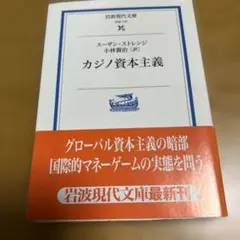 岩波現代文庫
スーザン・ストレンジ
小林襄治〔訳〕
カジノ資本主義
グローバル資本主義の暗部
国際的マネーゲームの実態を問う
岩波現代文庫最新刊